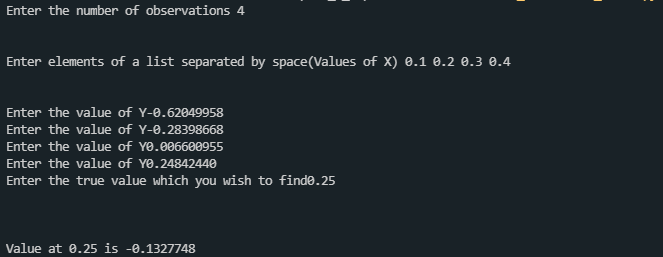 Enter the number of observations 4
Enter elements of a list separated by space(Values of X) 0.1 0.2 0.3 0.4
Enter the value of Y-0.62049958
Enter the value of Y-0.28398668
Enter the value of Y0.006600955
Enter the value of Y0.24842440
Enter the true value which you wish to find0.25
Value at 0.25 is -0.1327748